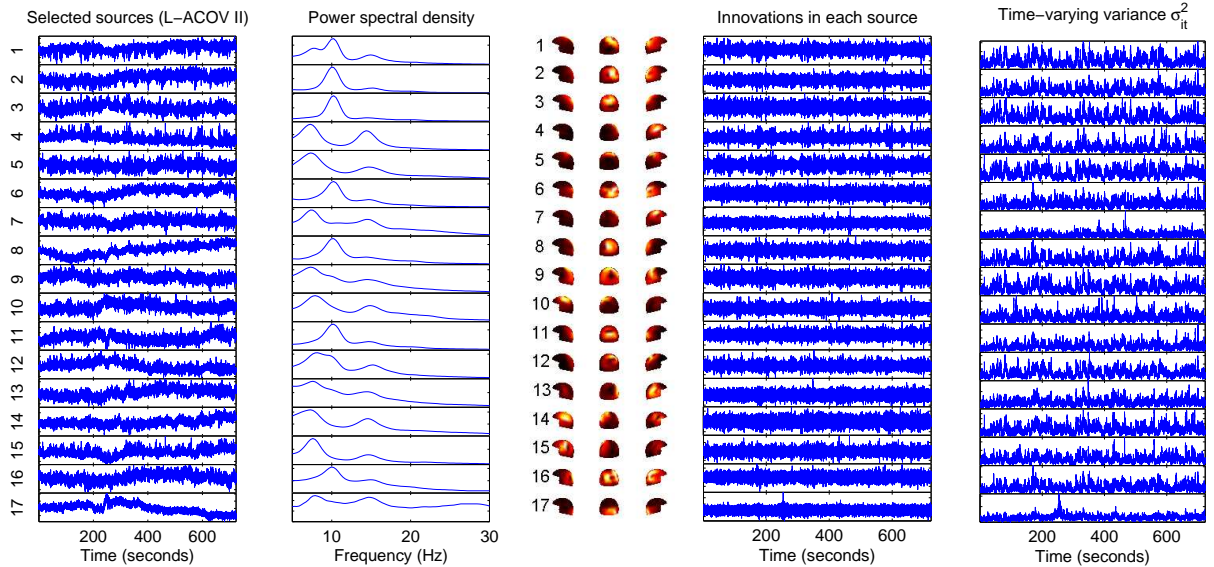 Selected sources (L−ACOV II)
Power spectral density
Innovations in each source
Time−varying variance σ²ᵢₜ
1
2
3
4
5
6
7
8
9
10
11
12
13
14
15
16
17
1
2
3
4
5
6
7
8
9
10
11
12
13
14
15
16
17
200 400 600
10 20 30
200 400 600
200 400 600
Time (seconds)
Frequency (Hz)
Time (seconds)
Time (seconds)